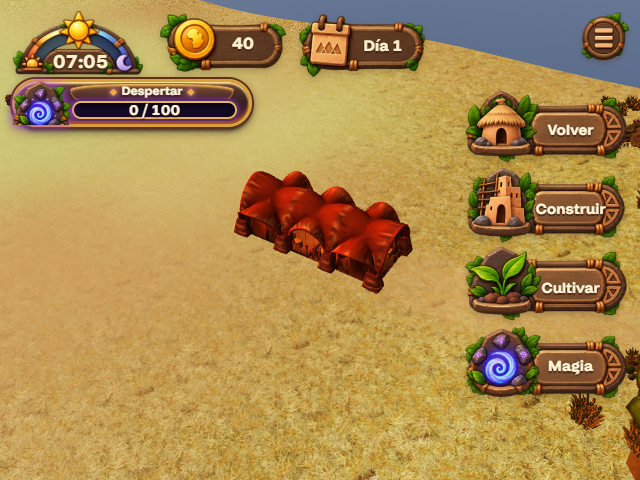 07:05
40
Día 1
Despertar
0 / 100
Volver
Construir
Cultivar
Magia